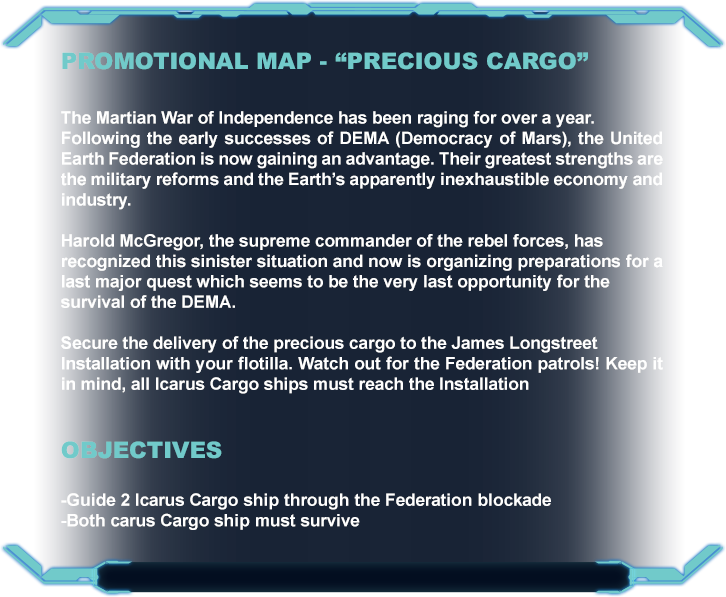 PROMOTIONAL MAP - “PRECIOUS CARGO”
The Martian War of Independence has been raging for over a year.
Following the early successes of DEMA (Democracy of Mars), the United
Earth Federation is now gaining an advantage. Their greatest strengths are
the military reforms and the Earth’s apparently inexhaustible economy and
industry.
Harold McGregor, the supreme commander of the rebel forces, has
recognized this sinister situation and now is organizing preparations for a
last major quest which seems to be the very last opportunity for the
survival of the DEMA.
Secure the delivery of the precious cargo to the James Longstreet
Installation with your flotilla. Watch out for the Federation patrols! Keep it
in mind, all Icarus Cargo ships must reach the Installation
OBJECTIVES
-Guide 2 Icarus Cargo ship through the Federation blockade
-Both carus Cargo ship must survive